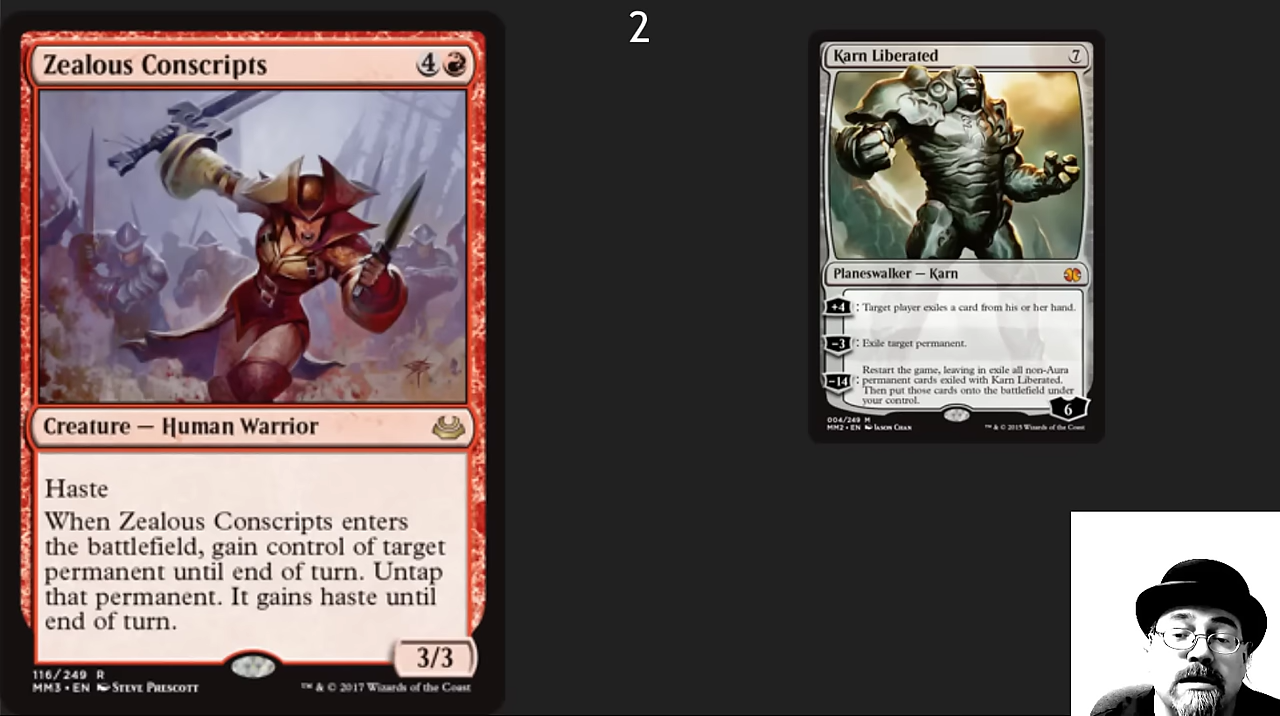 2
Zealous Conscripts 4
Creature — Human Warrior
Haste
When Zealous Conscripts enters
the battlefield, gain control of target
permanent until end of turn. Untap
that permanent. It gains haste until
end of turn.
3/3
116/249 R
MM3 • EN Steve Prescott
™ & © 2017 Wizards of the Coast
Karn Liberated 7
Planeswalker — Karn
+4 : Target player exiles a card from his or her hand.
−3 : Exile target permanent.
−14 : Restart the game, leaving in exile all non-Aura
permanent cards exiled with Karn Liberated.
Then put those cards onto the battlefield under
your control.
6
004/249 M
MM2 • EN Jason Chan
™ & © 2015 Wizards of the Coast